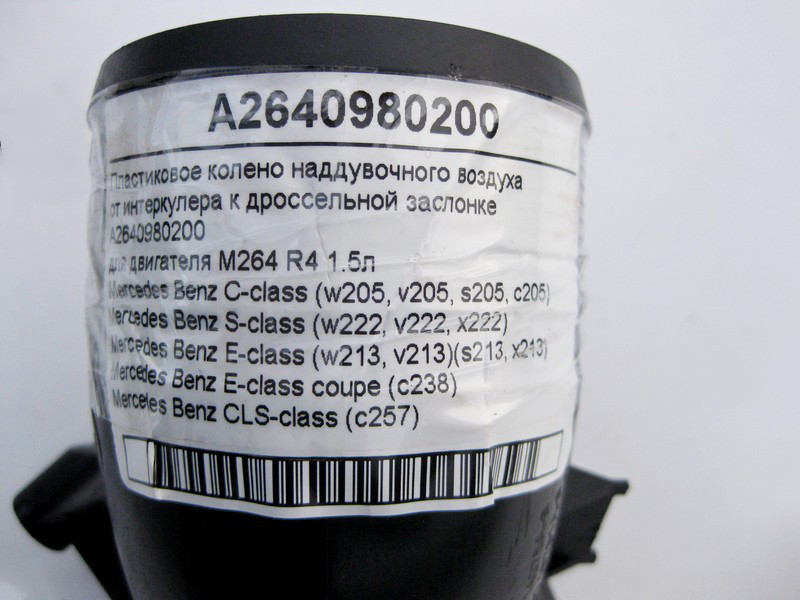 A2640980200
Пластиковое колено наддувочного воздуха
от интеркулера к дроссельной заслонке
A2640980200
для двигателя M264 R4 1.5л
Mercedes Benz C-class (w205, v205, s205, c205)
Mercedes Benz S-class (w222, v222, x222)
Mercedes Benz E-class (w213, v213)(s213, x213)
Mercedes Benz E-class coupe (c238)
Merceles Benz CLS-class (c257)